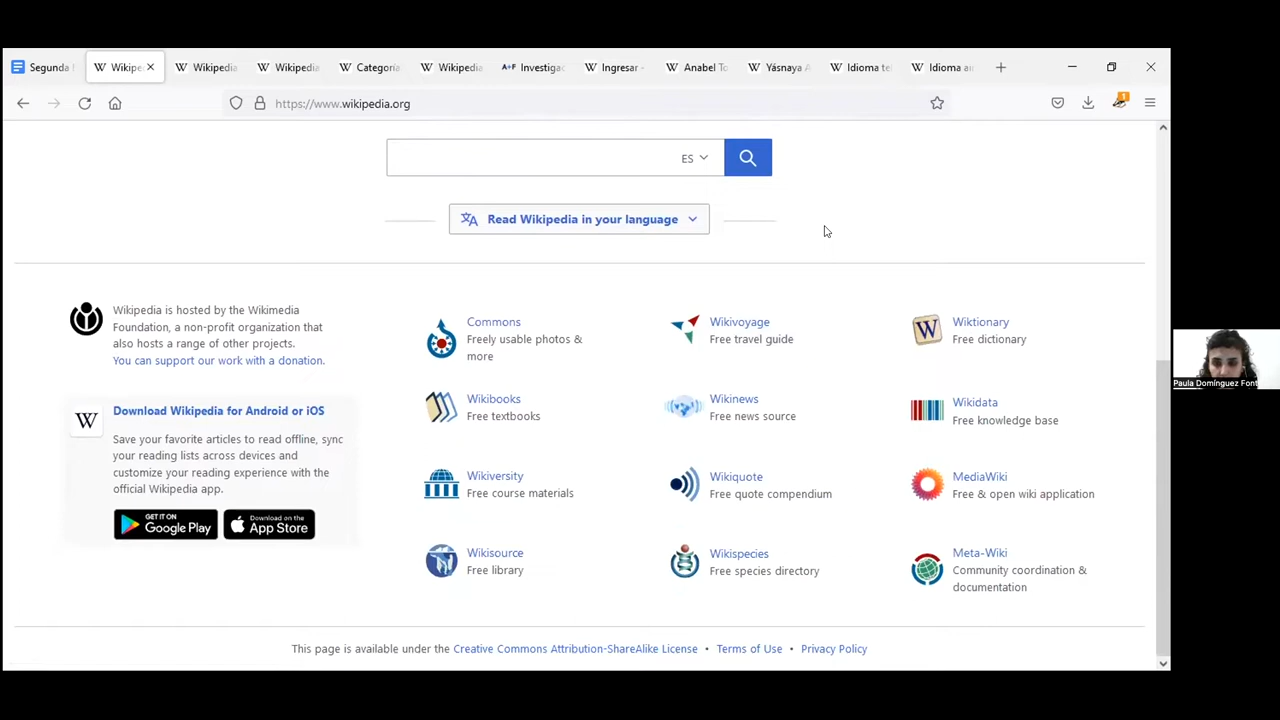 Segunda
Wikipe
Wikipedia
Wikipedia
Categoría
Wikipedia
A+F Investiga
Ingresar -
Anabel To
Yásnaya A
Idioma te
Idioma a
https://www.wikipedia.org
ES
Read Wikipedia in your language
Wikipedia is hosted by the Wikimedia
Foundation, a non-profit organization that
also hosts a range of other projects.
You can support our work with a donation.
Download Wikipedia for Android or iOS
Save your favorite articles to read offline, sync
your reading lists across devices and
customize your reading experience with the
official Wikipedia app.
GET IT ON
Google Play
Download on the
App Store
Commons
Freely usable photos &
more
Wikivoyage
Free travel guide
Wiktionary
Free dictionary
Wikibooks
Free textbooks
Wikinews
Free news source
Wikidata
Free knowledge base
Wikiversity
Free course materials
Wikiquote
Free quote compendium
MediaWiki
Free & open wiki application
Wikisource
Free library
Wikispecies
Free species directory
Meta-Wiki
Community coordination &
documentation
This page is available under the Creative Commons Attribution-ShareAlike License • Terms of Use • Privacy Policy
Paula Domínguez Font